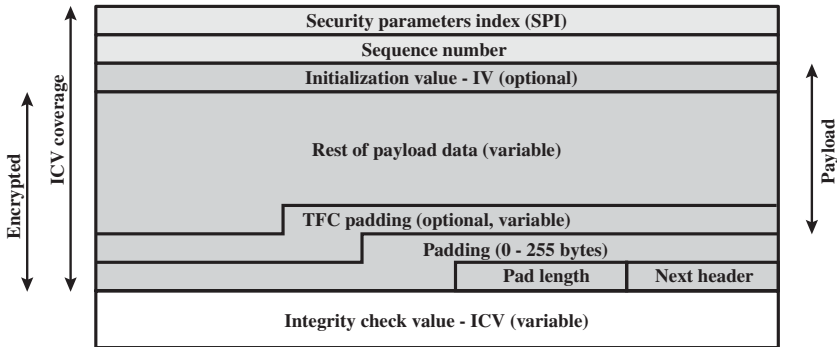 Security parameters index (SPI)
Sequence number
Initialization value - IV (optional)
Rest of payload data (variable)
TFC padding (optional, variable)
Padding (0 - 255 bytes)
Pad length
Next header
Integrity check value - ICV (variable)
Encrypted
ICV coverage
Payload